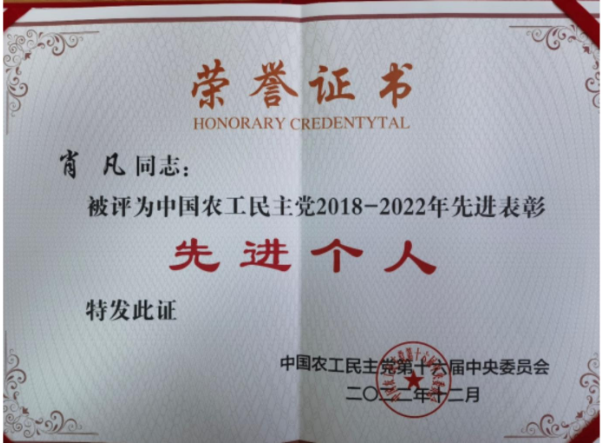 荣誉证书
HONORARY CREDENTYTAL
肖 凡同志：
被评为中国农工民主党2018-2022年先进表彰
先进个人
特发此证
中国农工民主党第十六届中央委员会
二〇二二年十二月